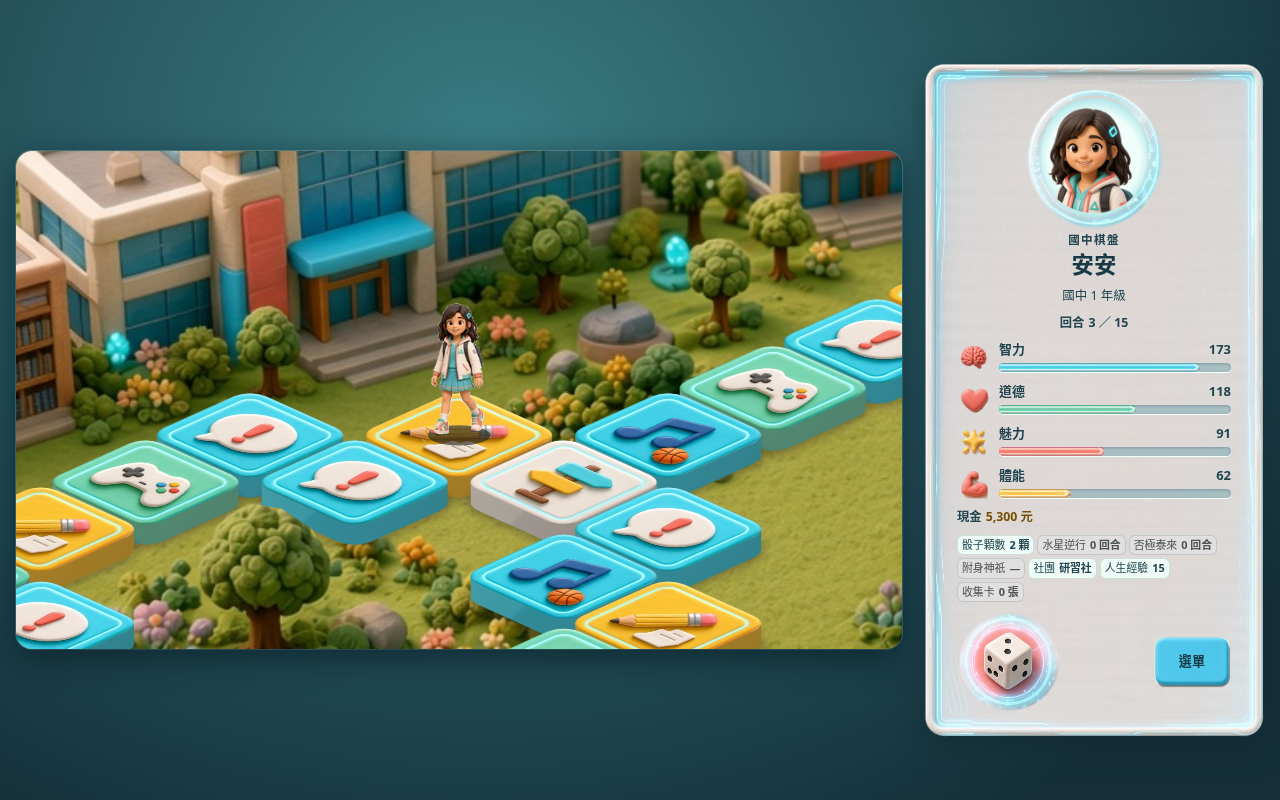 國中棋盤
安安
國中 1 年級
回合 3 ／ 15
智力 173
道德 118
魅力 91
體能 62
現金 5,300 元
骰子顆數 2 顆 水星逆行 0 回合 否極泰來 0 回合
附身神祇 — 社團 研習社 人生經驗 15
收集卡 0 張
選單